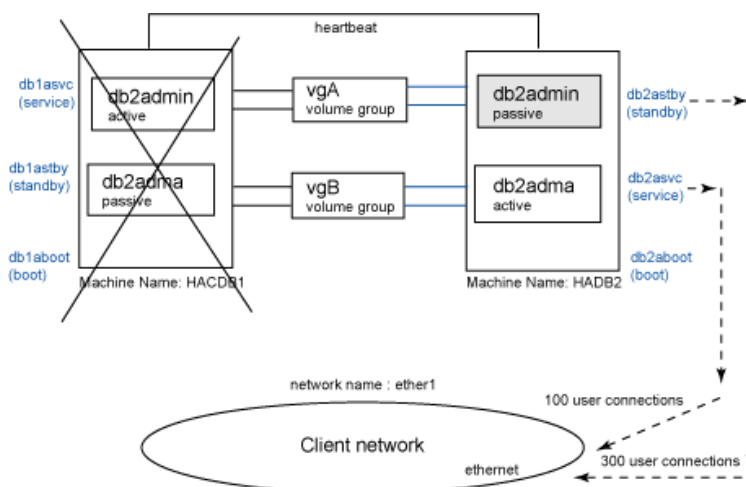 heartbeat
db1asvc
(service)
db2admin
active
vgA
volume group
db2admin
passive
db2astby
(standby)
db1astby
(standby)
db2adma
passive
vgB
volume group
db2adma
active
db2asvc
(service)
db1aboot
(boot)
db2aboot
(boot)
Machine Name: HACDB1
Machine Name: HADB2
network name : ether1
100 user connections
Client network
ethernet
300 user connections